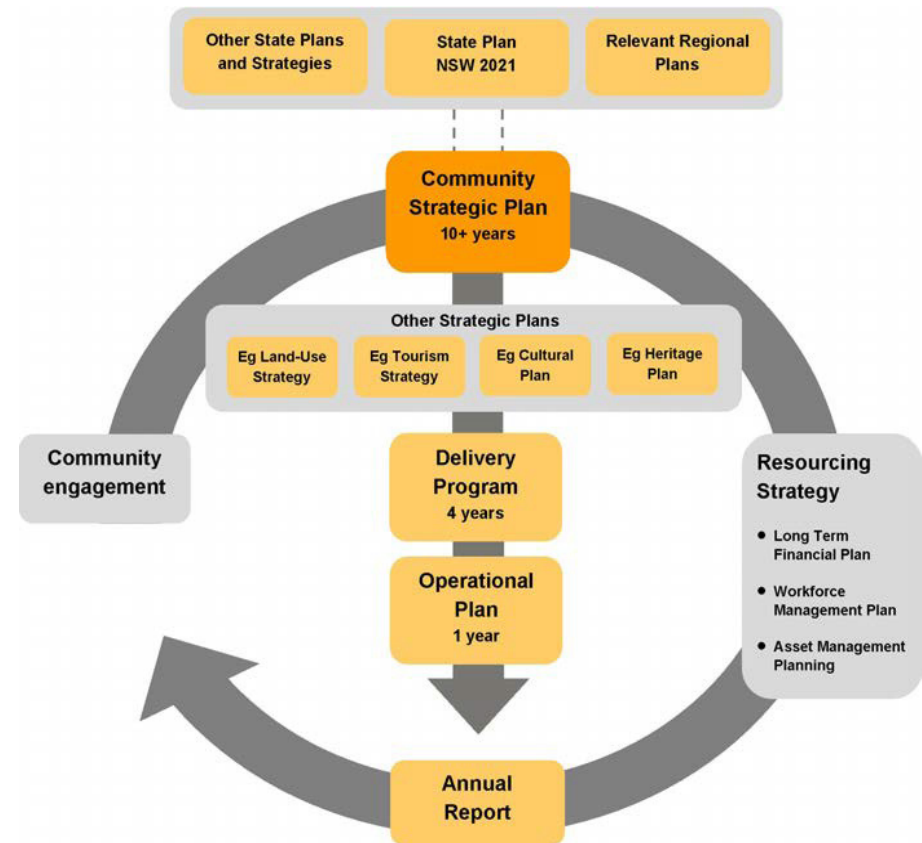 Other State Plans
and Strategies
State Plan
NSW 2021
Relevant Regional
Plans
Community
Strategic Plan
10+ years
Other Strategic Plans
Eg Land-Use
Strategy
Eg Tourism
Strategy
Eg Cultural
Plan
Eg Heritage
Plan
Community
engagement
Delivery
Program
4 years
Operational
Plan
1 year
Resourcing
Strategy
● Long Term
Financial Plan
● Workforce
Management Plan
● Asset Management
Planning
Annual
Report